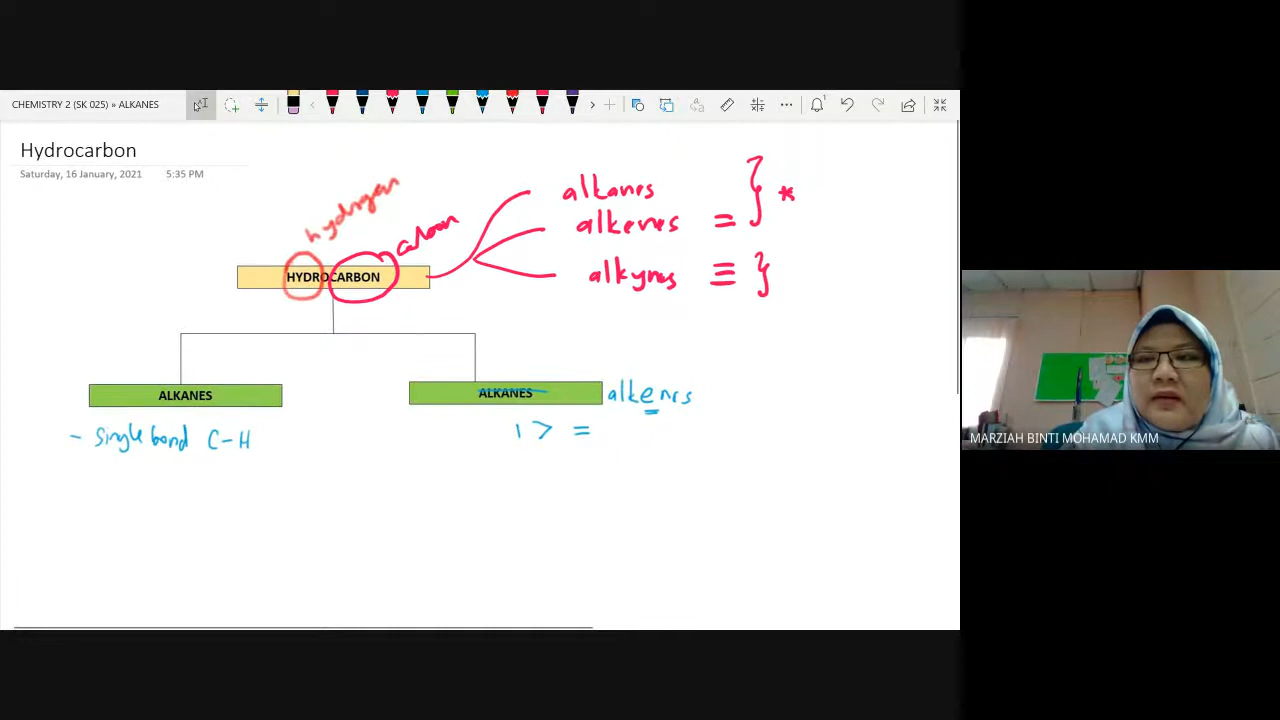 CHEMISTRY 2 (SK 025) » ALKANES
Hydrocarbon
Saturday, 16 January, 2021 5:35 PM
hydrogen
carbon
HYDROCARBON
alkanes
alkenes =
} *
alkynes ≡ }
ALKANES
ALKANES alkenes
- Single bond C-H
1 > =
MARZIAH BINTI MOHAMAD KMM